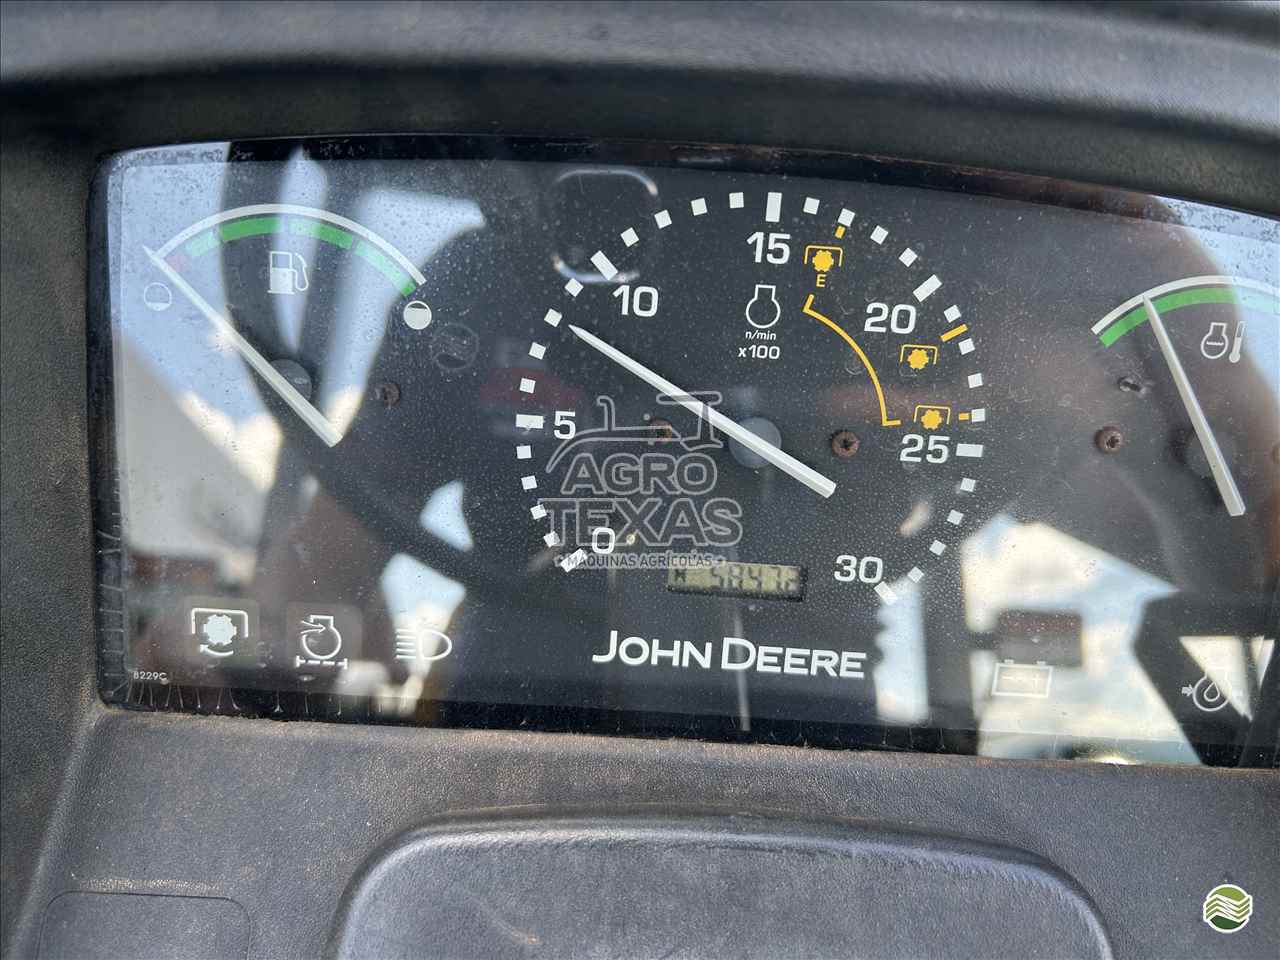 15
E
10
20
n/min
x100
5
25
AGRO
TEXAS
MÁQUINAS AGRÍCOLAS
0
30
JOHN DEERE
8229C